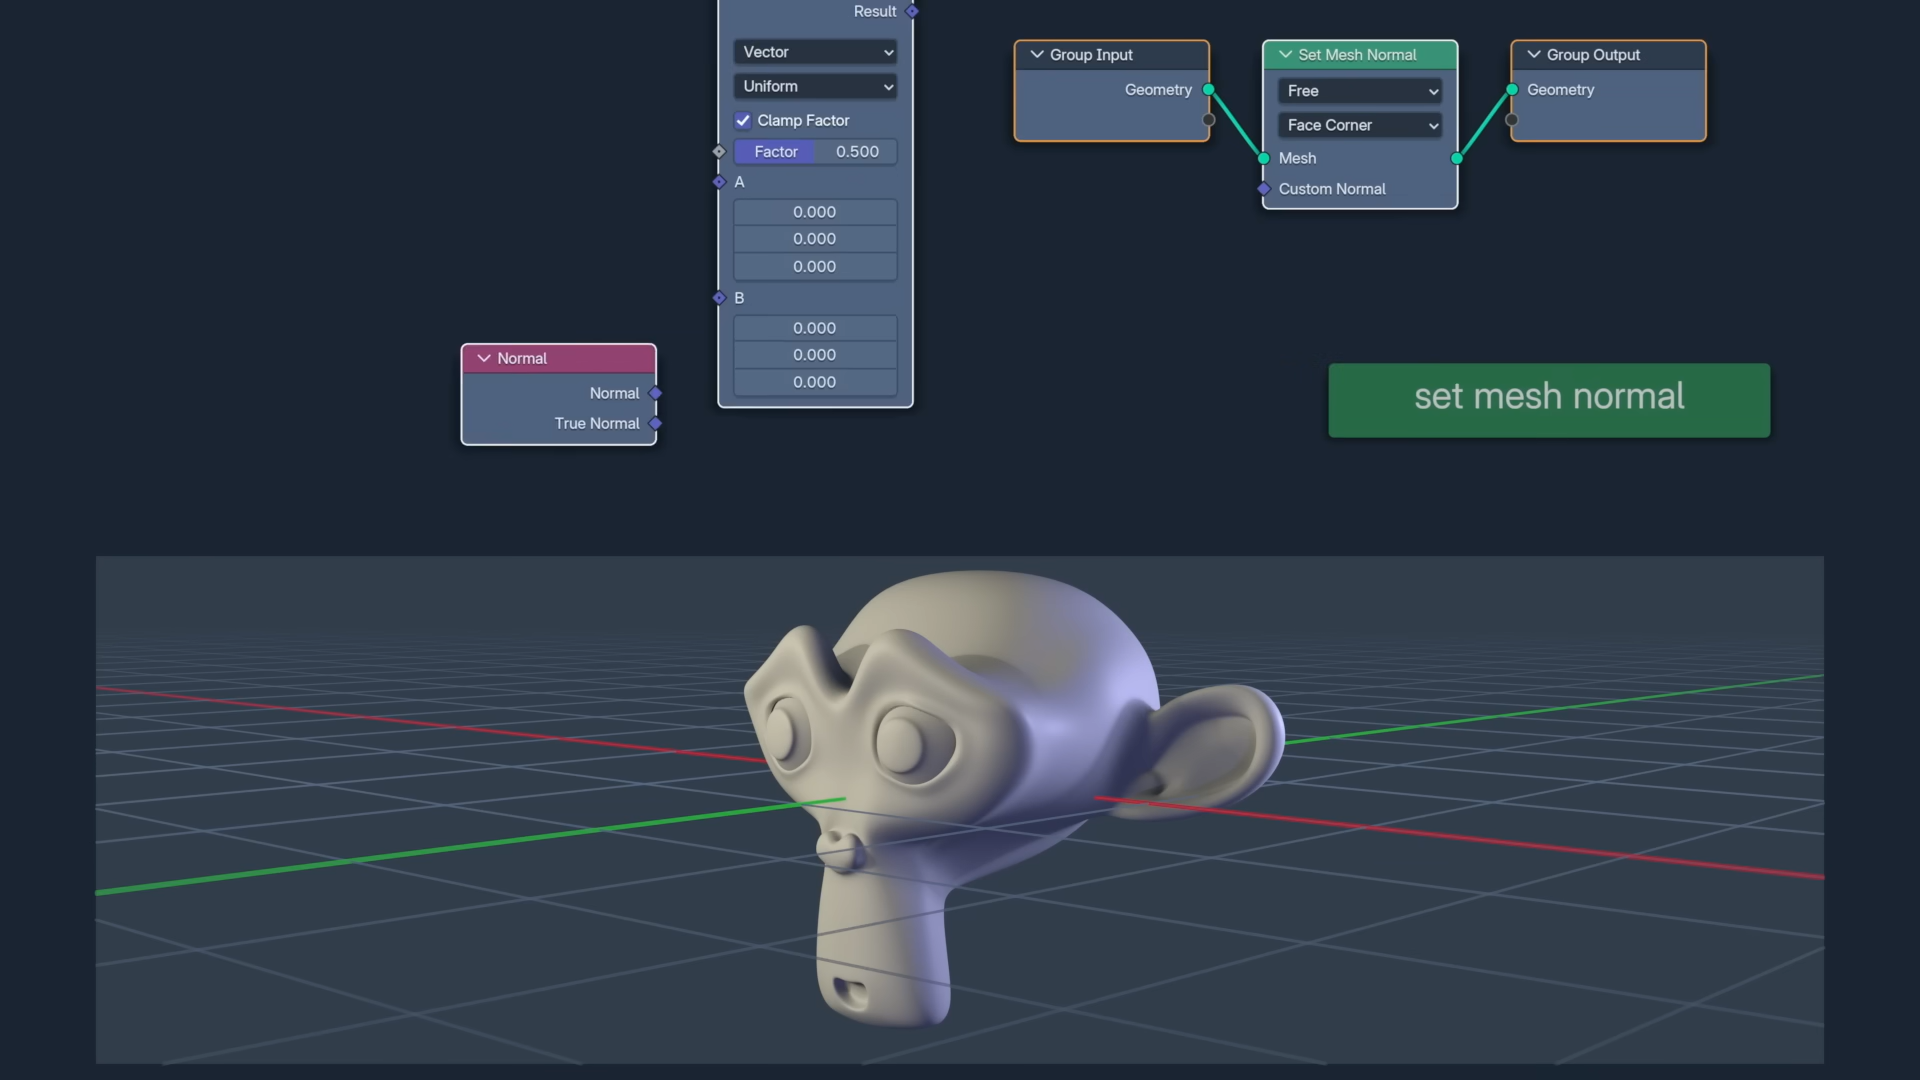 Result
Vector
Uniform
Clamp Factor
Factor 0.500
A
0.000
0.000
0.000
B
0.000
0.000
0.000
Normal
Normal
True Normal
Group Input
Geometry
Set Mesh Normal
Free
Face Corner
Mesh
Custom Normal
Group Output
Geometry
set mesh normal